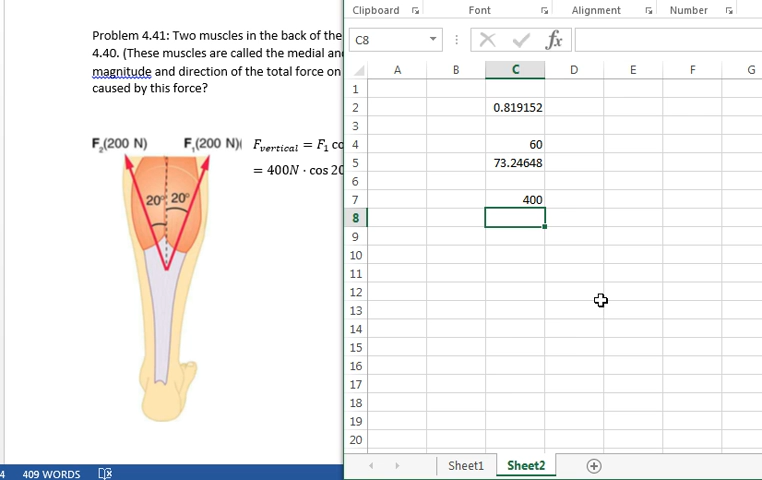 Problem 4.41: Two muscles in the back of the
4.40. (These muscles are called the medial and
magnitude and direction of the total force on
caused by this force?
F₂(200 N) F₁(200 N)
20° 20°
F_vertical = F₁ co
= 400N · cos 20
4 409 WORDS
Clipboard Font Alignment Number
C8 fx
A B C D E F G
1
2 0.819152
3
4 60
5 73.24648
6
7 400
8
9
10
11
12
13
14
15
16
17
18
19
20
Sheet1 Sheet2